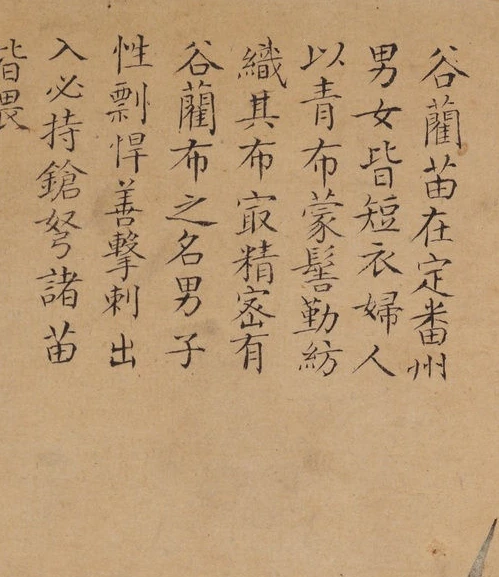 谷藺苗在定番州
男女皆短衣婦人
以青布蒙髻勤紡
織其布㝡精宻有
谷藺布之名男子
性剽悍善擊刺出
入必持鎗弩諸苗
皆畏